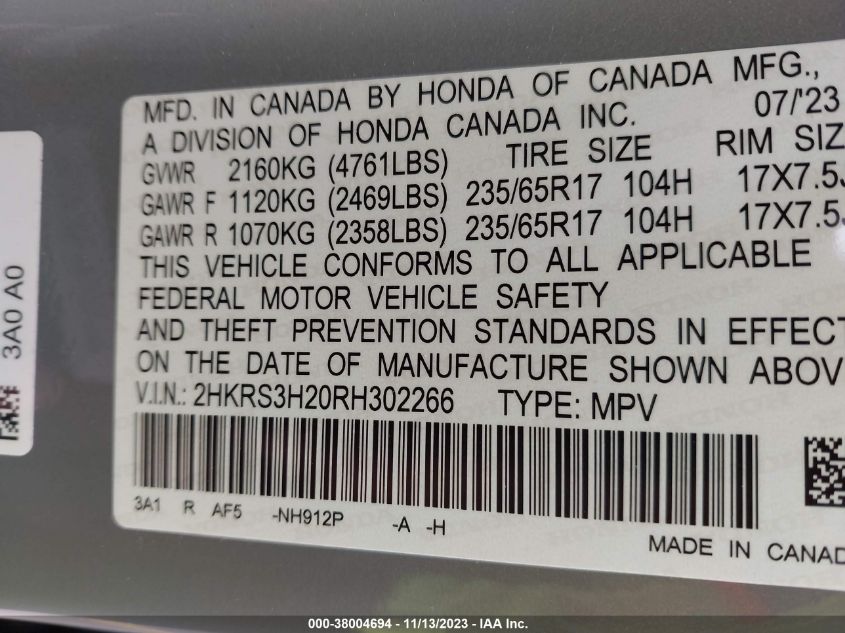 MFD. IN CANADA BY HONDA OF CANADA MFG.,
A DIVISION OF HONDA CANADA INC. 07/'23
GVWR 2160KG (4761LBS) TIRE SIZE RIM SIZ
GAWR F 1120KG (2469LBS) 235/65R17 104H 17X7.5J
GAWR R 1070KG (2358LBS) 235/65R17 104H 17X7.5J
THIS VEHICLE CONFORMS TO ALL APPLICABLE
FEDERAL MOTOR VEHICLE SAFETY
AND THEFT PREVENTION STANDARDS IN EFFECT
ON THE DATE OF MANUFACTURE SHOWN ABOV
V.I.N.: 2HKRS3H20RH302266 TYPE: MPV
3A1 R AF5 -NH912P -A -H
MADE IN CANAD
3A0 A0
000-38004694 | 11/13/2023 - IAA Inc.